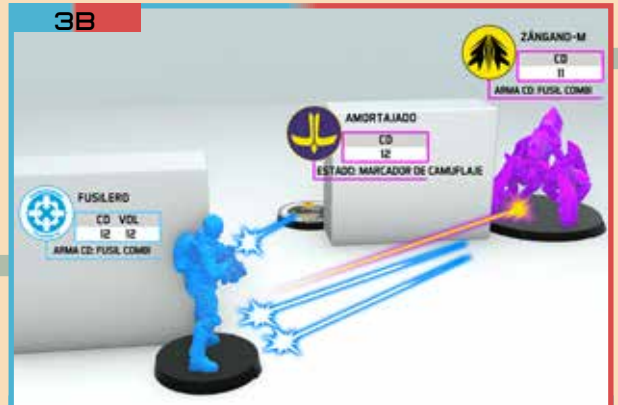 3B
ZÁNGANO-M
CD
11
ARMA CD: FUSIL COMBI
AMORTAJADO
CD
12
ESTADO: MARCADOR DE CAMUFLAJE
FUSILERO
CD VOL
12 12
ARMA CD: FUSIL COMBI